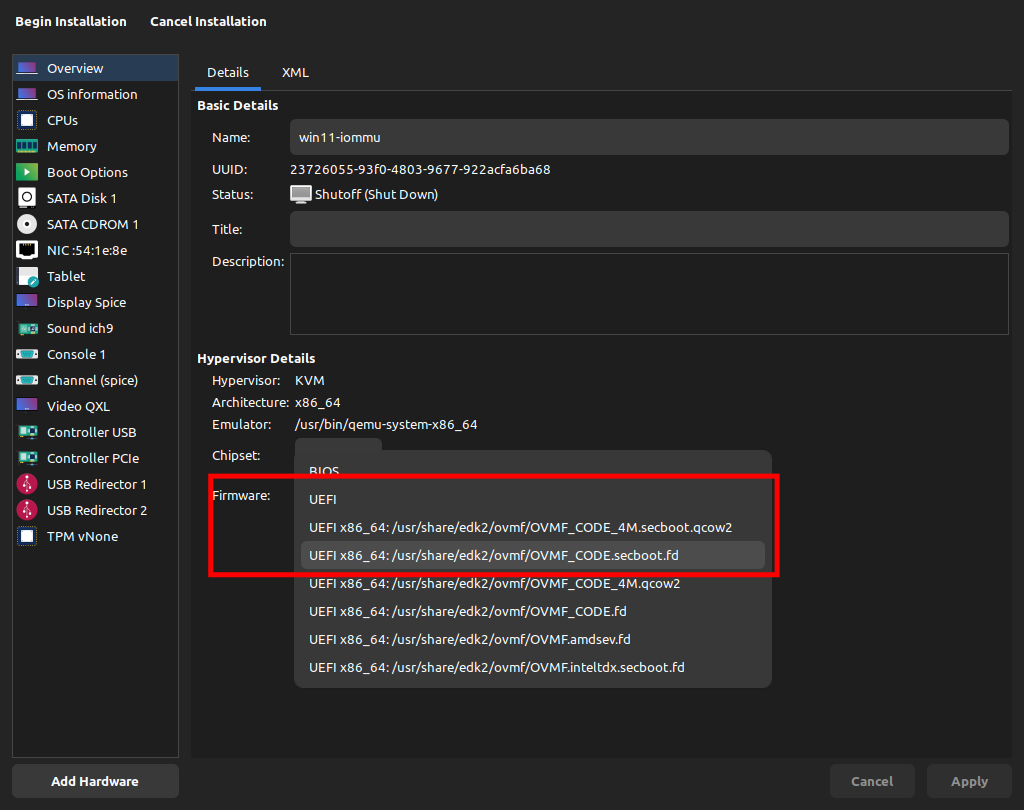 Begin Installation Cancel Installation
Overview
OS information
CPUs
Memory
Boot Options
SATA Disk 1
SATA CDROM 1
NIC :54:1e:8e
Tablet
Display Spice
Sound ich9
Console 1
Channel (spice)
Video QXL
Controller USB
Controller PCIe
USB Redirector 1
USB Redirector 2
TPM vNone
Add Hardware
Details XML
Basic Details
Name: win11-iommu
UUID: 23726055-93f0-4803-9677-922acfa6ba68
Status: Shutoff (Shut Down)
Title:
Description:
Hypervisor Details
Hypervisor: KVM
Architecture: x86_64
Emulator: /usr/bin/qemu-system-x86_64
Chipset:
Firmware:
BIOS
UEFI
UEFI x86_64: /usr/share/edk2/ovmf/OVMF_CODE_4M.secboot.qcow2
UEFI x86_64: /usr/share/edk2/ovmf/OVMF_CODE.secboot.fd
UEFI x86_64: /usr/share/edk2/ovmf/OVMF_CODE_4M.qcow2
UEFI x86_64: /usr/share/edk2/ovmf/OVMF_CODE.fd
UEFI x86_64: /usr/share/edk2/ovmf/OVMF.amdsev.fd
UEFI x86_64: /usr/share/edk2/ovmf/OVMF.inteltdx.secboot.fd
Cancel Apply